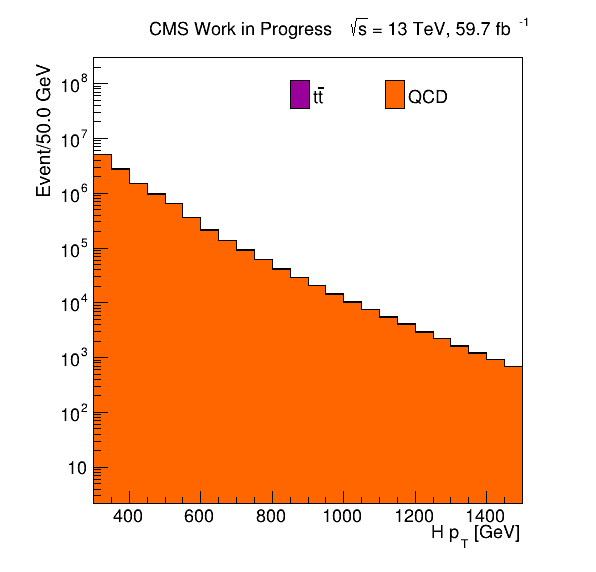 CMS Work in Progress √s = 13 TeV, 59.7 fb⁻¹
Event/50.0 GeV
tt̄ QCD
10⁸
10⁷
10⁶
10⁵
10⁴
10³
10²
10
400 600 800 1000 1200 1400
H p_T [GeV]